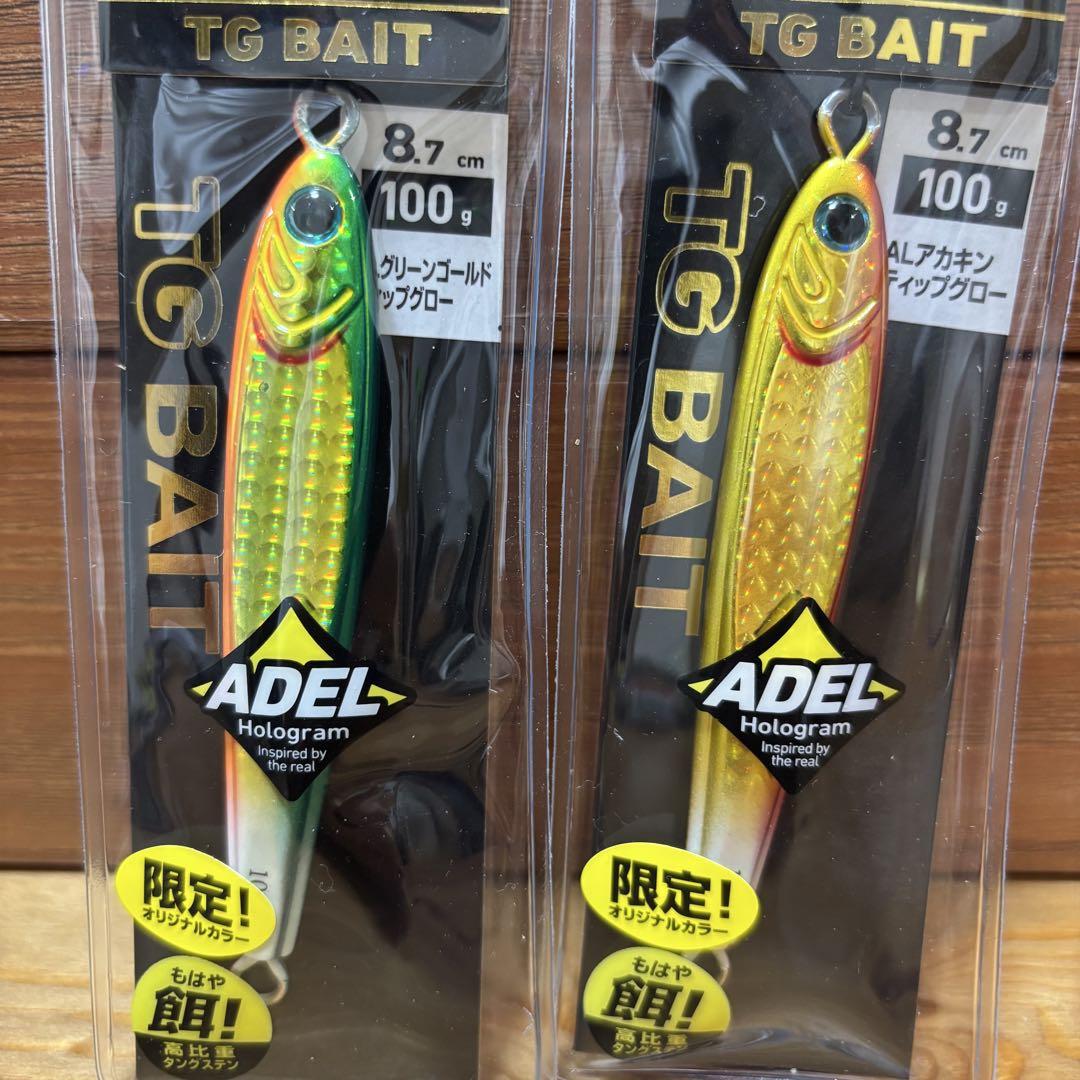 TG BAIT
8.7 cm
100 g
グリーンゴールド
ップグロー
TG BAIT
ADEL
Hologram
Inspired by
the real
限定!
オリジナルカラー
もはや
餌!
高比重
タングステン
10
TG BAIT
8.7 cm
100 g
ALアカキン
ティップグロー
TG BAIT
ADEL
Hologram
Inspired by
the real
限定!
オリジナルカラー
もはや
餌!
高比重
タングステン